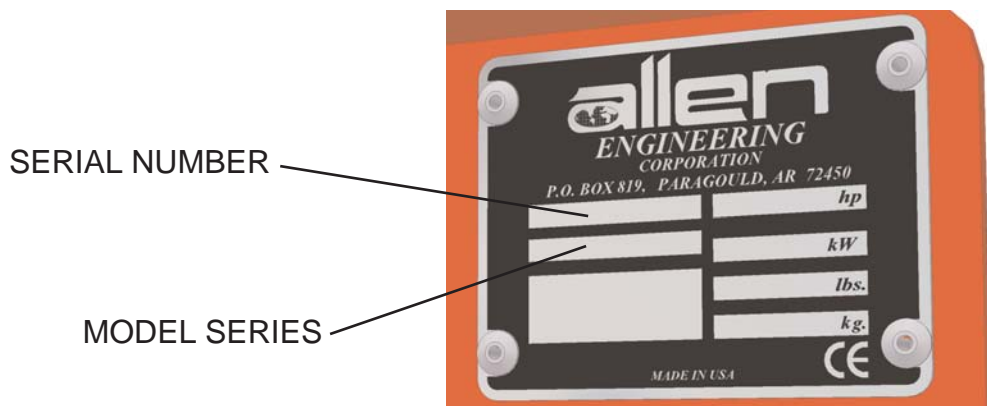 allen
ENGINEERING
CORPORATION
P.O. BOX 819, PARAGOULD, AR 72450
SERIAL NUMBER
hp
kW
MODEL SERIES
lbs.
kg.
CE
MADE IN USA